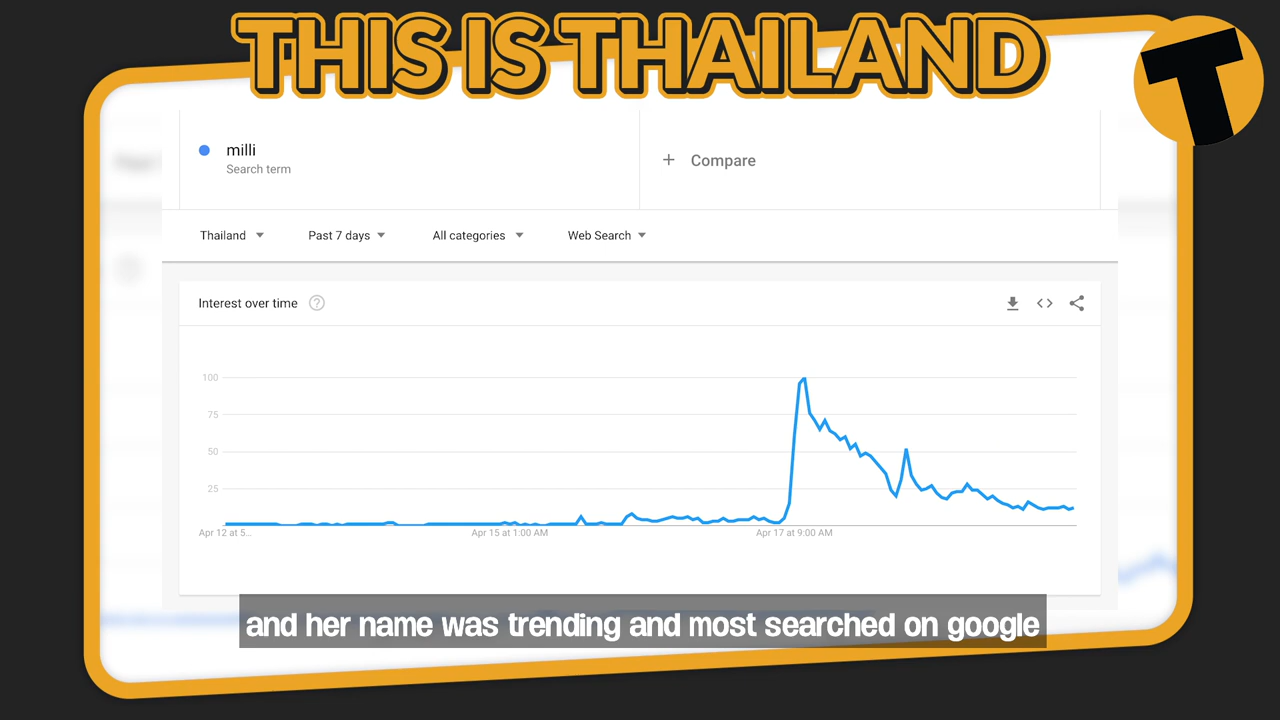 THIS IS THAILAND
T
milli
Search term
+ Compare
Thailand
Past 7 days
All categories
Web Search
Interest over time ?
100
75
50
25
Apr 12 at 5...
Apr 15 at 1:00 AM
Apr 17 at 9:00 AM
and her name was trending and most searched on google